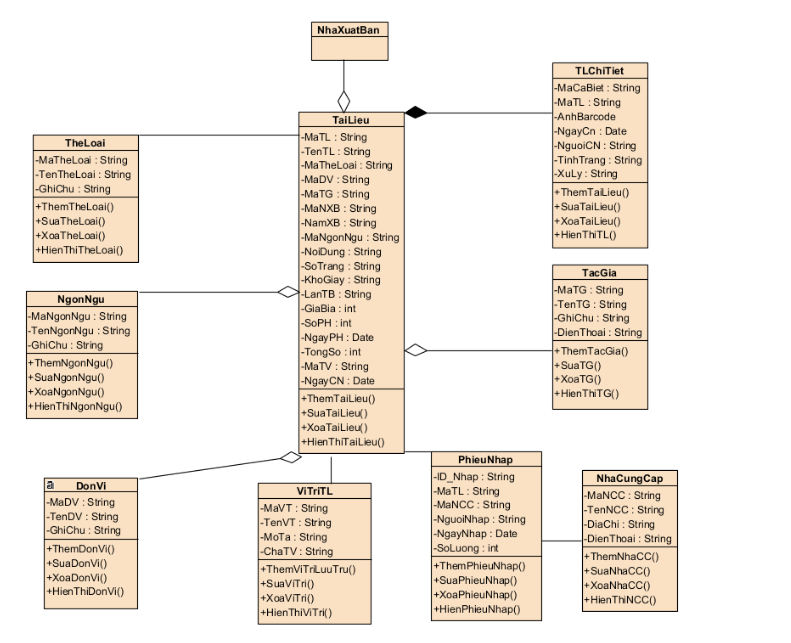 NhaXuatBan
TaiLieu
-MaTL : String
-TenTL : String
-MaTheLoai : String
-MaDV : String
-MaTG : String
-MaNXB : String
-NamXB : String
-MaNgonNgu : String
-NoiDung : String
-SoTrang : String
-KhoGiay : String
-LanTB : String
-GiaBia : int
-SoPH : int
-NgayPH : Date
-TongSo : int
-MaTV : String
-NgayCN : Date
+ThemTaiLieu()
+SuaTaiLieu()
+XoaTaiLieu()
+HienThiTaiLieu()
TLChiTiet
-MaCaBiet : String
-MaTL : String
-AnhBarcode
-NgayCn : Date
-NguoiCN : String
-TinhTrang : String
-XuLy : String
+ThemTaiLieu()
+SuaTaiLieu()
+XoaTaiLieu()
+HienThiTL()
TheLoai
-MaTheLoai : String
-TenTheLoai : String
-GhiChu : String
+ThemTheLoai()
+SuaTheLoai()
+XoaTheLoai()
+HienThiTheLoai()
TacGia
-MaTG : String
-TenTG : String
-GhiChu : String
-DienThoai : String
+ThemTacGia()
+SuaTG()
+XoaTG()
+HienThiTG()
NgonNgu
-MaNgonNgu : String
-TenNgonNgu : String
-GhiChu : String
+ThemNgonNgu()
+SuaNgonNgu()
+XoaNgonNgu()
+HienThiNgonNgu()
a DonVi
-MaDV : String
-TenDV : String
-GhiChu : String
+ThemDonVi()
+SuaDonVi()
+XoaDonVi()
+HienThiDonVi()
ViTriTL
-MaVT : String
-TenVT : String
-MoTa : String
-ChaTV : String
+ThemViTriLuuTru()
+SuaViTri()
+XoaViTri()
+HienThiViTri()
PhieuNhap
-ID_Nhap : String
-MaTL : String
-MaNCC : String
-NguoiNhap : String
-NgayNhap : Date
-SoLuong : int
+ThemPhieuNhap()
+SuaPhieuNhap()
+XoaPhieuNhap()
+HienPhieuNhap()
NhaCungCap
-MaNCC : String
-TenNCC : String
-DiaChi : String
-DienThoai : String
+ThemNhaCC()
+SuaNhaCC()
+XoaNhaCC()
+HienThiNCC()